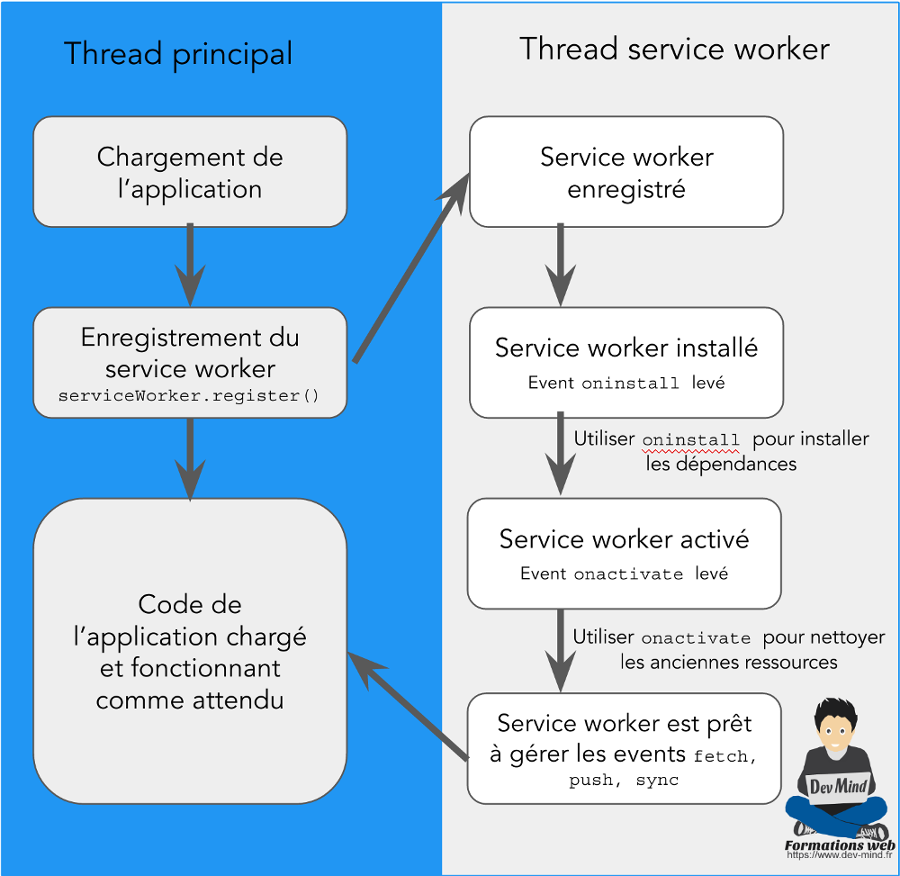 Thread principal
Chargement de
l’application
Enregistrement du
service worker
serviceWorker.register()
Code de
l’application chargé
et fonctionnant
comme attendu
Thread service worker
Service worker
enregistré
Service worker installé
Event oninstall levé
Utiliser oninstall pour installer
les dépendances
Service worker activé
Event onactivate levé
Utiliser onactivate pour nettoyer
les anciennes ressources
Service worker est prêt
à gérer les events fetch,
push, sync
Dev Mind
Formations web
https://www.dev-mind.fr